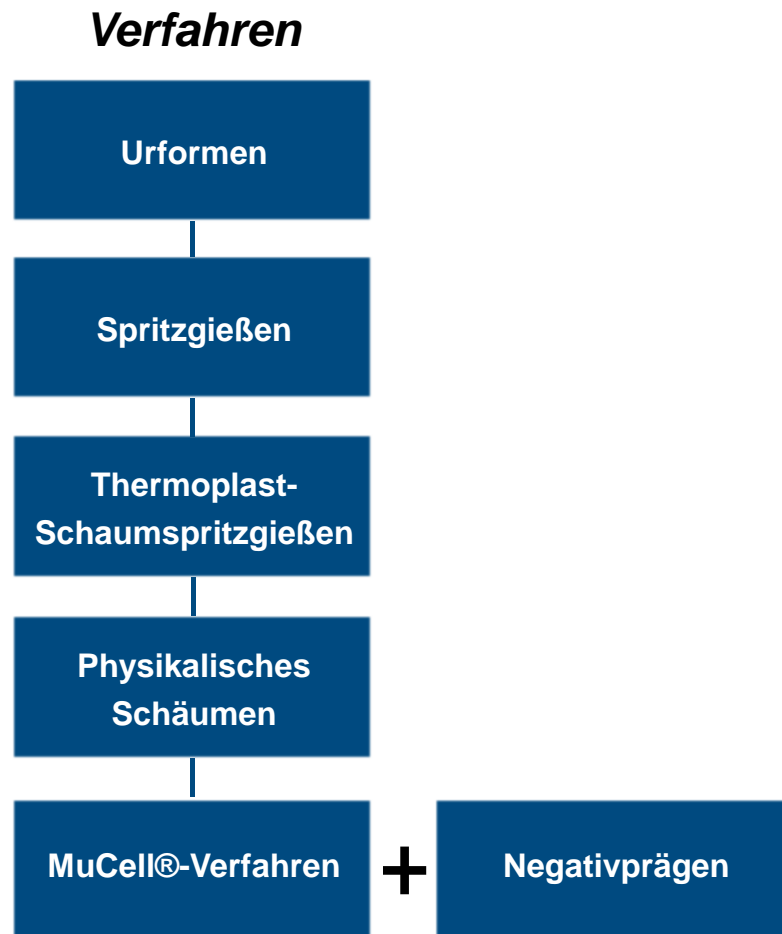 Verfahren
Urformen
Spritzgießen
Thermoplast-
Schaumspritzgießen
Physikalisches
Schäumen
MuCell®-Verfahren + Negativprägen